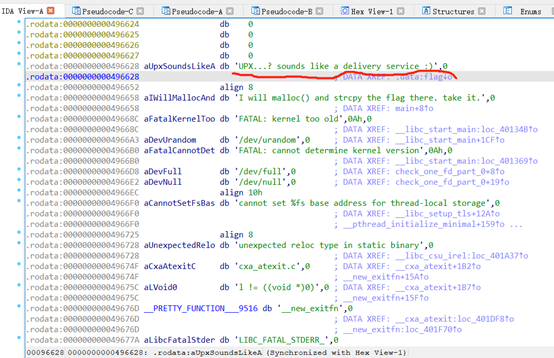 IDA View-A Pseudocode-C Pseudocode-A Pseudocode-B Hex View-1 Structures Enums
.rodata:0000000000496624 db 0
.rodata:0000000000496625 db 0
.rodata:0000000000496626 db 0
.rodata:0000000000496627 db 0
.rodata:0000000000496628 aUpxSoundsLikeA db 'UPX...? sounds like a delivery service :)',0
.rodata:0000000000496628 ; DATA XREF: .data:flag↓o
.rodata:0000000000496652 align 8
.rodata:0000000000496658 aIWillMallocAnd db 'I will malloc() and strcpy the flag there. take it.',0
.rodata:0000000000496658 ; DATA XREF: main+8↑o
.rodata:000000000049668C aFatalKernelToo db 'FATAL: kernel too old',0Ah,0
.rodata:000000000049668C ; DATA XREF: __libc_start_main:loc_40134B↑o
.rodata:00000000004966A3 aDevUrandom db '/dev/urandom',0 ; DATA XREF: __libc_start_main+1CF↑o
.rodata:00000000004966B0 aFatalCannotDet db 'FATAL: cannot determine kernel version',0Ah,0
.rodata:00000000004966B0 ; DATA XREF: __libc_start_main:loc_401369↑o
.rodata:00000000004966D8 aDevFull db '/dev/full',0 ; DATA XREF: check_one_fd_part_0+8↑o
.rodata:00000000004966E2 aDevNull db '/dev/null',0 ; DATA XREF: check_one_fd_part_0+19↑o
.rodata:00000000004966EC align 10h
.rodata:00000000004966F0 aCannotSetFsBas db 'cannot set %fs base address for thread-local storage',0
.rodata:00000000004966F0 ; DATA XREF: __libc_setup_tls+12A↑o
.rodata:00000000004966F0 ; __pthread_initialize_minimal+159↑o ...
.rodata:0000000000496725 align 8
.rodata:0000000000496728 aUnexpectedRelo db 'unexpected reloc type in static binary',0
.rodata:0000000000496728 ; DATA XREF: __libc_csu_irel:loc_401A37↑o
.rodata:000000000049674F aCxaAtexitC db 'cxa_atexit.c',0 ; DATA XREF: __cxa_atexit+1B2↑o
.rodata:000000000049674F ; __new_exitfn+15A↑o
.rodata:000000000049675C aLVoid0 db 'l != ((void *)0)',0 ; DATA XREF: __cxa_atexit+1B7↑o
.rodata:000000000049675C ; __new_exitfn+15F↑o
.rodata:000000000049676D __PRETTY_FUNCTION___9516 db '__new_exitfn',0
.rodata:000000000049676D ; DATA XREF: __cxa_atexit:loc_401DF8↑o
.rodata:000000000049676D ; __new_exitfn:loc_401F70↑o
.rodata:000000000049677A aLibcFatalStder db 'LIBC_FATAL_STDERR_',0
00096628 0000000000496628: .rodata:aUpxSoundsLikeA (Synchronized with Hex View-1)